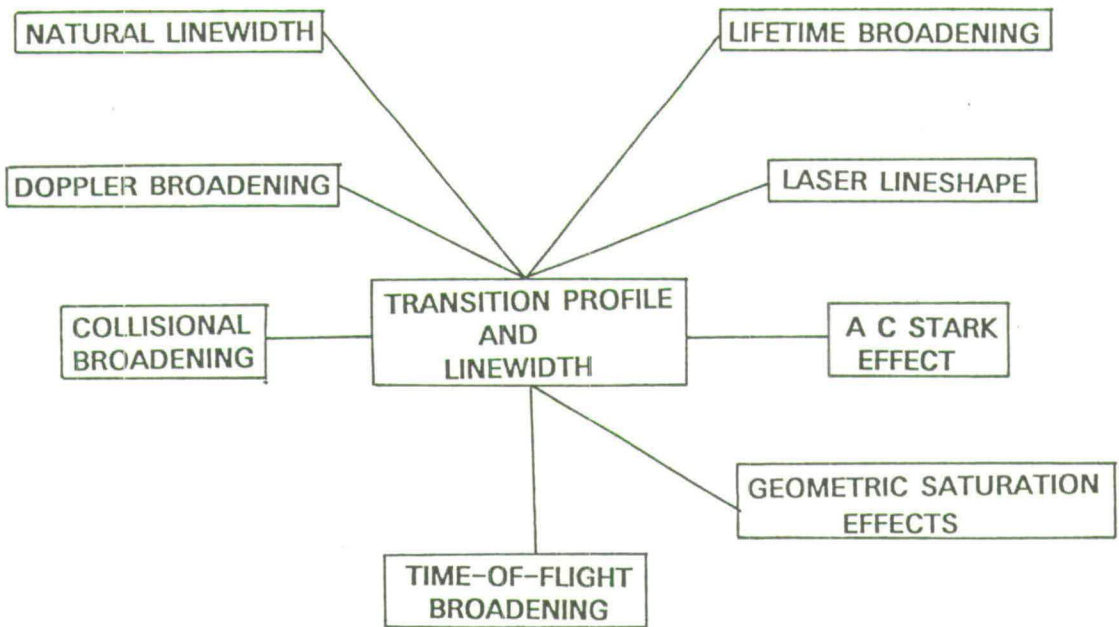 NATURAL LINEWIDTH
LIFETIME BROADENING
DOPPLER BROADENING
LASER LINESHAPE
COLLISIONAL
BROADENING
TRANSITION PROFILE
AND
LINEWIDTH
A C STARK
EFFECT
GEOMETRIC SATURATION
EFFECTS
TIME-OF-FLIGHT
BROADENING